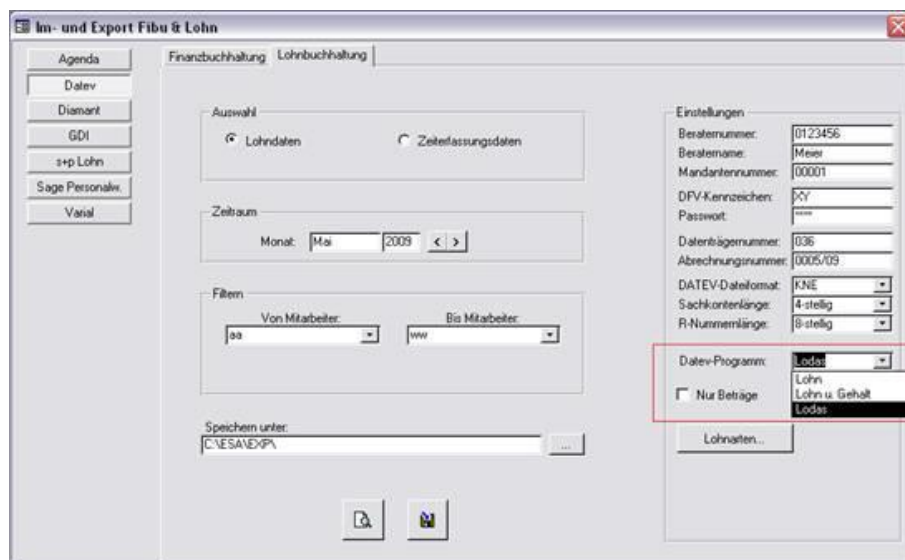 Im- und Export Fibu & Lohn
Agenda
Datev
Diamant
GDI
s+p Lohn
Sage Personalw.
Varial
Finanzbuchhaltung
Lohnbuchhaltung
Auswahl
Lohndaten
Zeiterfassungsdaten
Zeitraum
Monat: Mai 2009 < >
Filtern
Von Mitarbeiter:
Bis Mitarbeiter:
aa
ww
Speichern unter:
C:\ESA\EXP\
...
Einstellungen
Beraternummer: 0123456
Beratername: Meier
Mandantennummer: 00001
DFV-Kennzeichen: XY
Passwort: ****
Datenträgernummer: 036
Abrechnungsnummer: 0005/09
DATEV-Dateiformat: KNE
Sachkontenlänge: 4-stellig
R-Nummernlänge: 8-stellig
Datev-Programm: Lodas
Lohn
Nur Beträge
Lohn u. Gehalt
Lodas
Lohnarten...